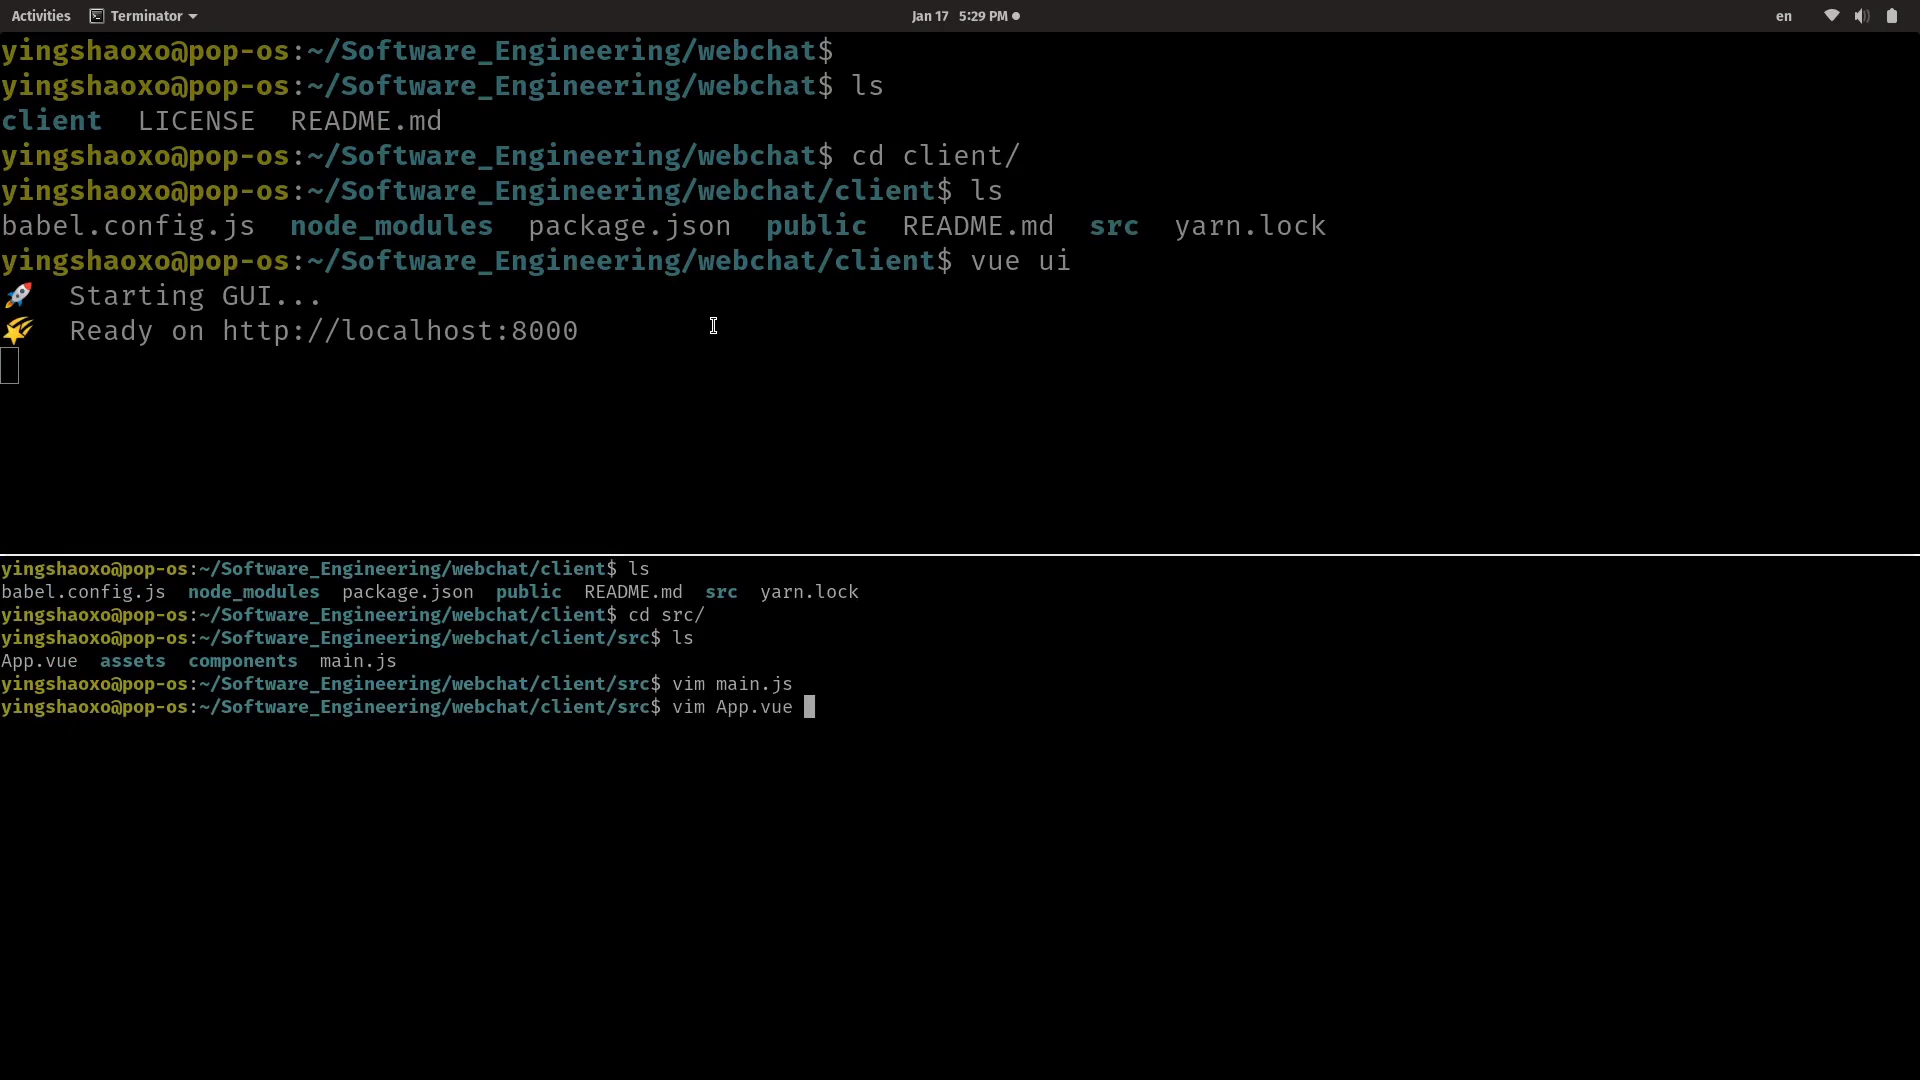 Activities Terminator Jan 17 5:29 PM en
yingshaoxo@pop-os:~/Software_Engineering/webchat$
yingshaoxo@pop-os:~/Software_Engineering/webchat$ ls
client LICENSE README.md
yingshaoxo@pop-os:~/Software_Engineering/webchat$ cd client/
yingshaoxo@pop-os:~/Software_Engineering/webchat/client$ ls
babel.config.js node_modules package.json public README.md src yarn.lock
yingshaoxo@pop-os:~/Software_Engineering/webchat/client$ vue ui
🚀 Starting GUI...
🌠 Ready on http://localhost:8000
yingshaoxo@pop-os:~/Software_Engineering/webchat/client$ ls
babel.config.js node_modules package.json public README.md src yarn.lock
yingshaoxo@pop-os:~/Software_Engineering/webchat/client$ cd src/
yingshaoxo@pop-os:~/Software_Engineering/webchat/client/src$ ls
App.vue assets components main.js
yingshaoxo@pop-os:~/Software_Engineering/webchat/client/src$ vim main.js
yingshaoxo@pop-os:~/Software_Engineering/webchat/client/src$ vim App.vue